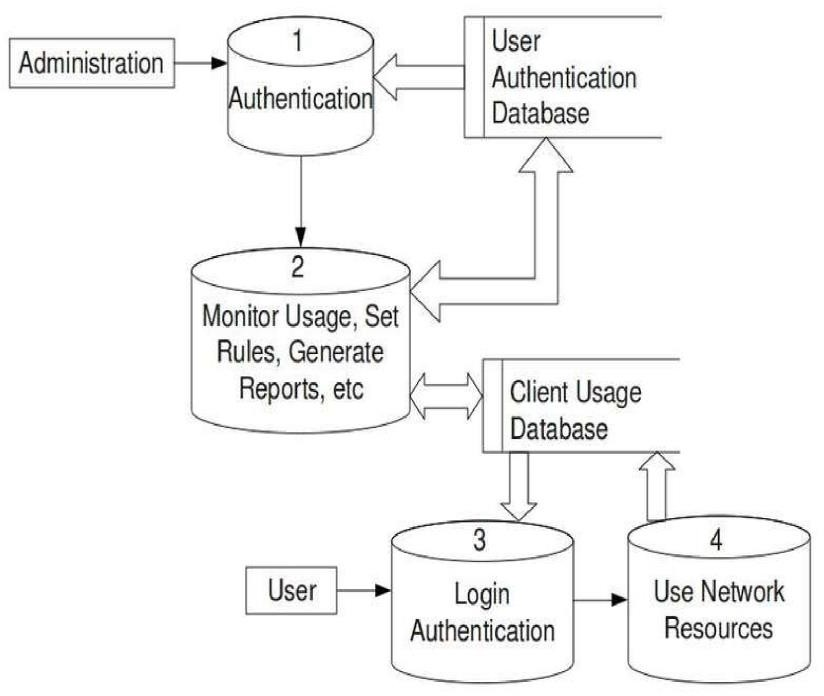 Administration
1
Authentication
User
Authentication
Database
2
Monitor Usage, Set
Rules, Generate
Reports, etc
Client Usage
Database
User
3
Login
Authentication
4
Use Network
Resources